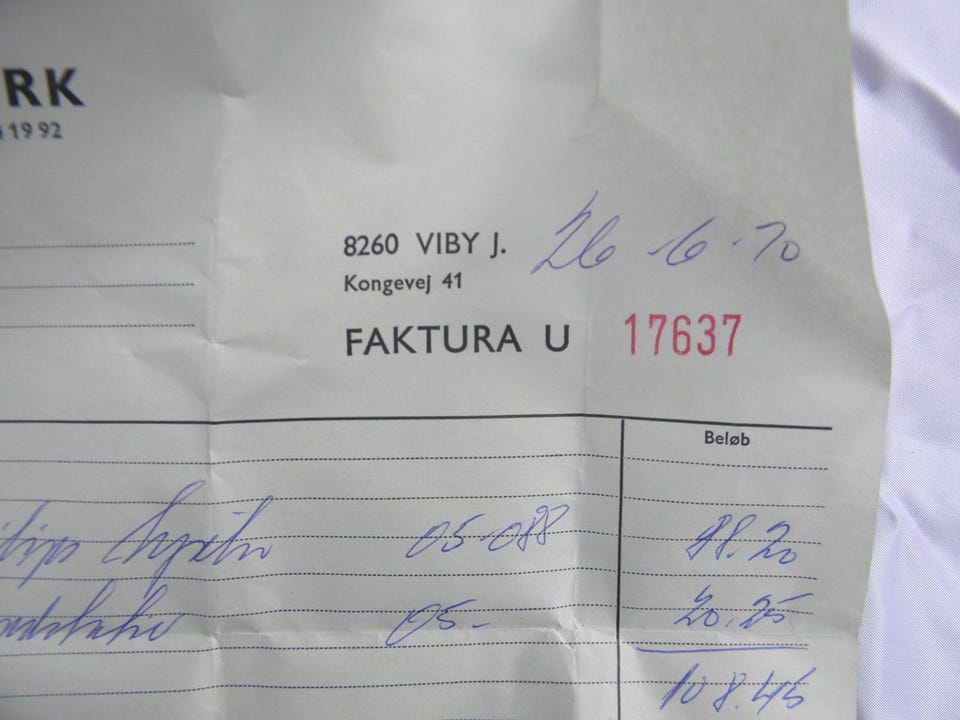 RK
1992
8260 VIBY J. 26-6-70
Kongevej 41
FAKTURA U 17637
Beløb
05-088 88.20
05- 20.25
108.45